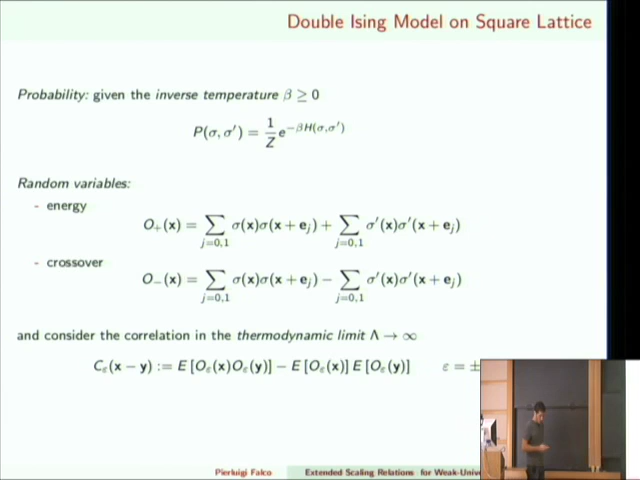 Double Ising Model on Square Lattice
Probability: given the inverse temperature β ≥ 0
P(σ, σ′) = 1/Z e^{−βH(σ,σ′)}
Random variables:
- energy
O₊(x) = ∑_{j=0,1} σ(x)σ(x + e_j) + ∑_{j=0,1} σ′(x)σ′(x + e_j)
- crossover
O₋(x) = ∑_{j=0,1} σ(x)σ(x + e_j) − ∑_{j=0,1} σ′(x)σ′(x + e_j)
and consider the correlation in the thermodynamic limit Λ → ∞
C_ε(x − y) := E [O_ε(x)O_ε(y)] − E [O_ε(x)] E [O_ε(y)] ε = ±
Pierluigi Falco Extended Scaling Relations for Weak-Univ